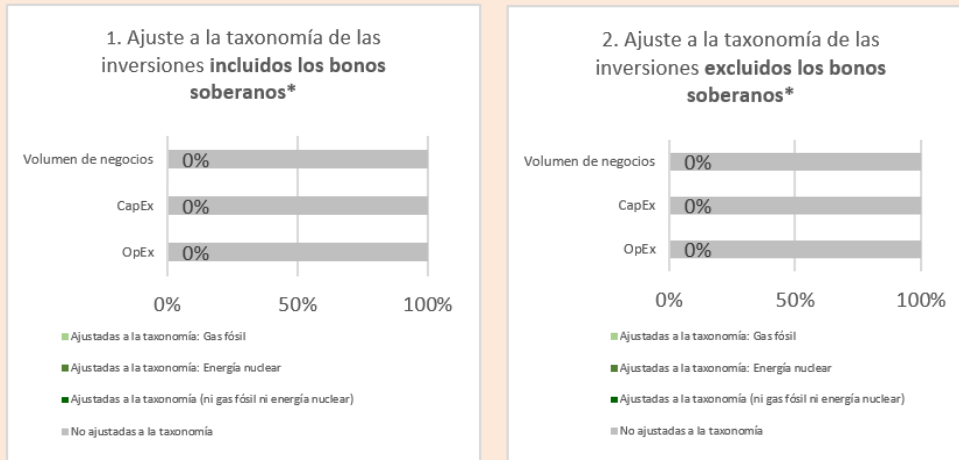 1. Ajuste a la taxonomía de las
inversiones incluidos los bonos
soberanos*
Volumen de negocios
0%
CapEx
0%
OpEx
0%
0%
50%
100%
Ajustadas a la taxonomía: Gas fósil
Ajustadas a la taxonomía: Energía nuclear
Ajustadas a la taxonomía (ni gas fósil ni energía nuclear)
No ajustadas a la taxonomía
2. Ajuste a la taxonomía de las
inversiones excluidos los bonos
soberanos*
Volumen de negocios
0%
CapEx
0%
OpEx
0%
0%
50%
100%
Ajustadas a la taxonomía: Gas fósil
Ajustadas a la taxonomía: Energía nuclear
Ajustadas a la taxonomía (ni gas fósil ni energía nuclear)
No ajustadas a la taxonomía